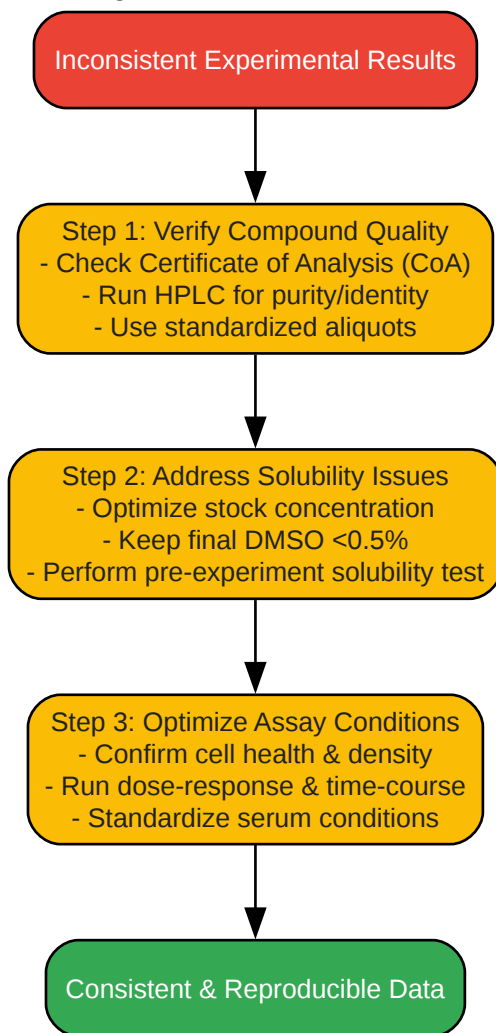 Inconsistent Experimental Results
Step 1: Verify Compound Quality
- Check Certificate of Analysis (CoA)
- Run HPLC for purity/identity
- Use standardized aliquots
Step 2: Address Solubility Issues
- Optimize stock concentration
- Keep final DMSO <0.5%
- Perform pre-experiment solubility test
Step 3: Optimize Assay Conditions
- Confirm cell health & density
- Run dose-response & time-course
- Standardize serum conditions
Consistent & Reproducible Data